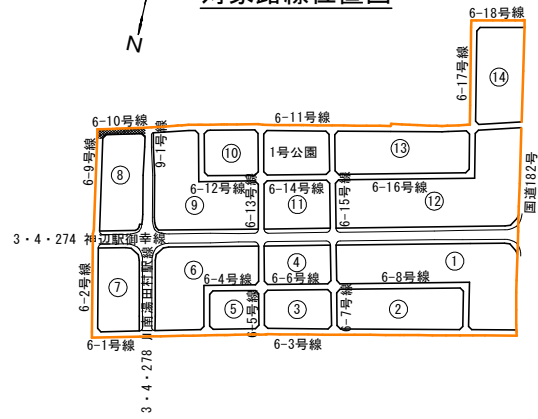 対象路線位置図
N
6-18号線
6-17号線
⑭
6-10号線
6-11号線
6-9号線
9-1号線
⑧
⑩
1号公園
⑬
6-12号線
6-14号線
6-16号線
6-13号線
6-15号線
⑨
⑪
⑫
国道182号
3・4・274 神辺駅御幸線
6-2号線
⑦
3・4・278 川南湯田村駅線
⑥
④
①
6-4号線
6-6号線
6-8号線
⑤
6-5号線
③
6-7号線
②
6-1号線
6-3号線